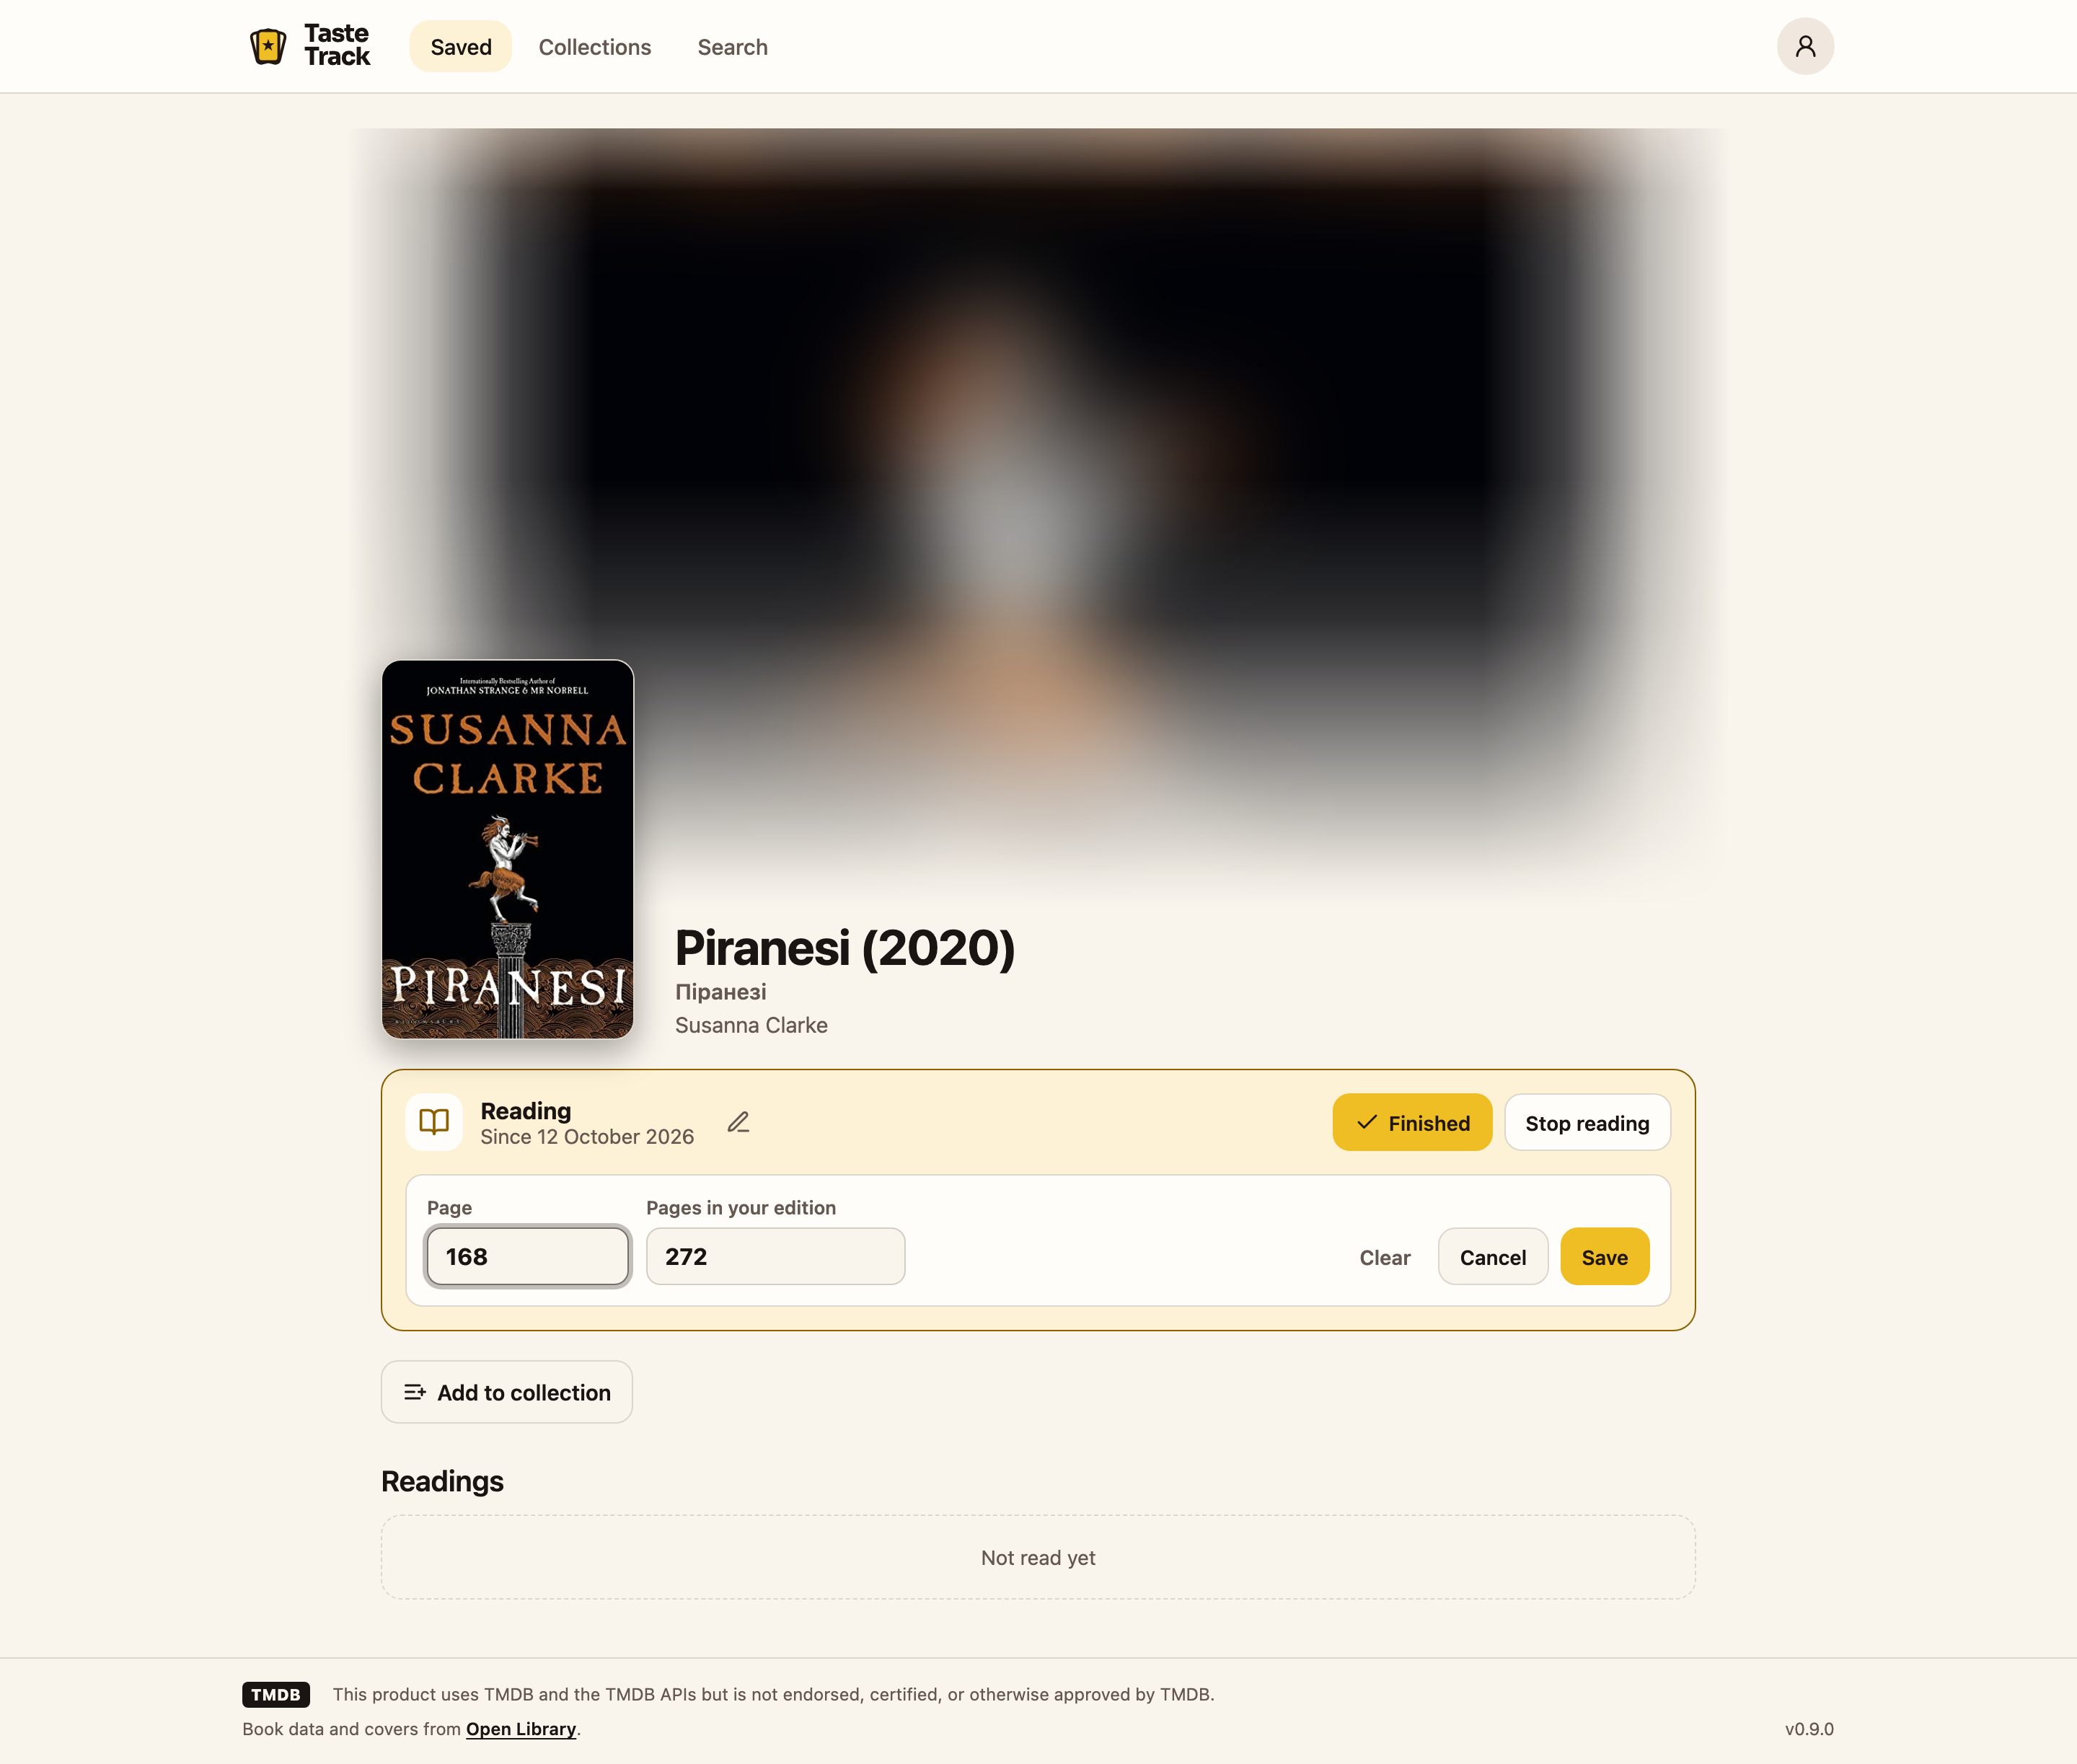 Taste
Track
Saved
Collections
Search
Internationally Bestselling Author of
JONATHAN STRANGE & MR NORRELL
SUSANNA
CLARKE
PIRANESI
BLOOMSBURY
Piranesi (2020)
Піранезі
Susanna Clarke
Reading
Since 12 October 2026
Finished
Stop reading
Page
Pages in your edition
168
272
Clear
Cancel
Save
Add to collection
Readings
Not read yet
TMDB
This product uses TMDB and the TMDB APIs but is not endorsed, certified, or otherwise approved by TMDB.
Book data and covers from Open Library.
v0.9.0